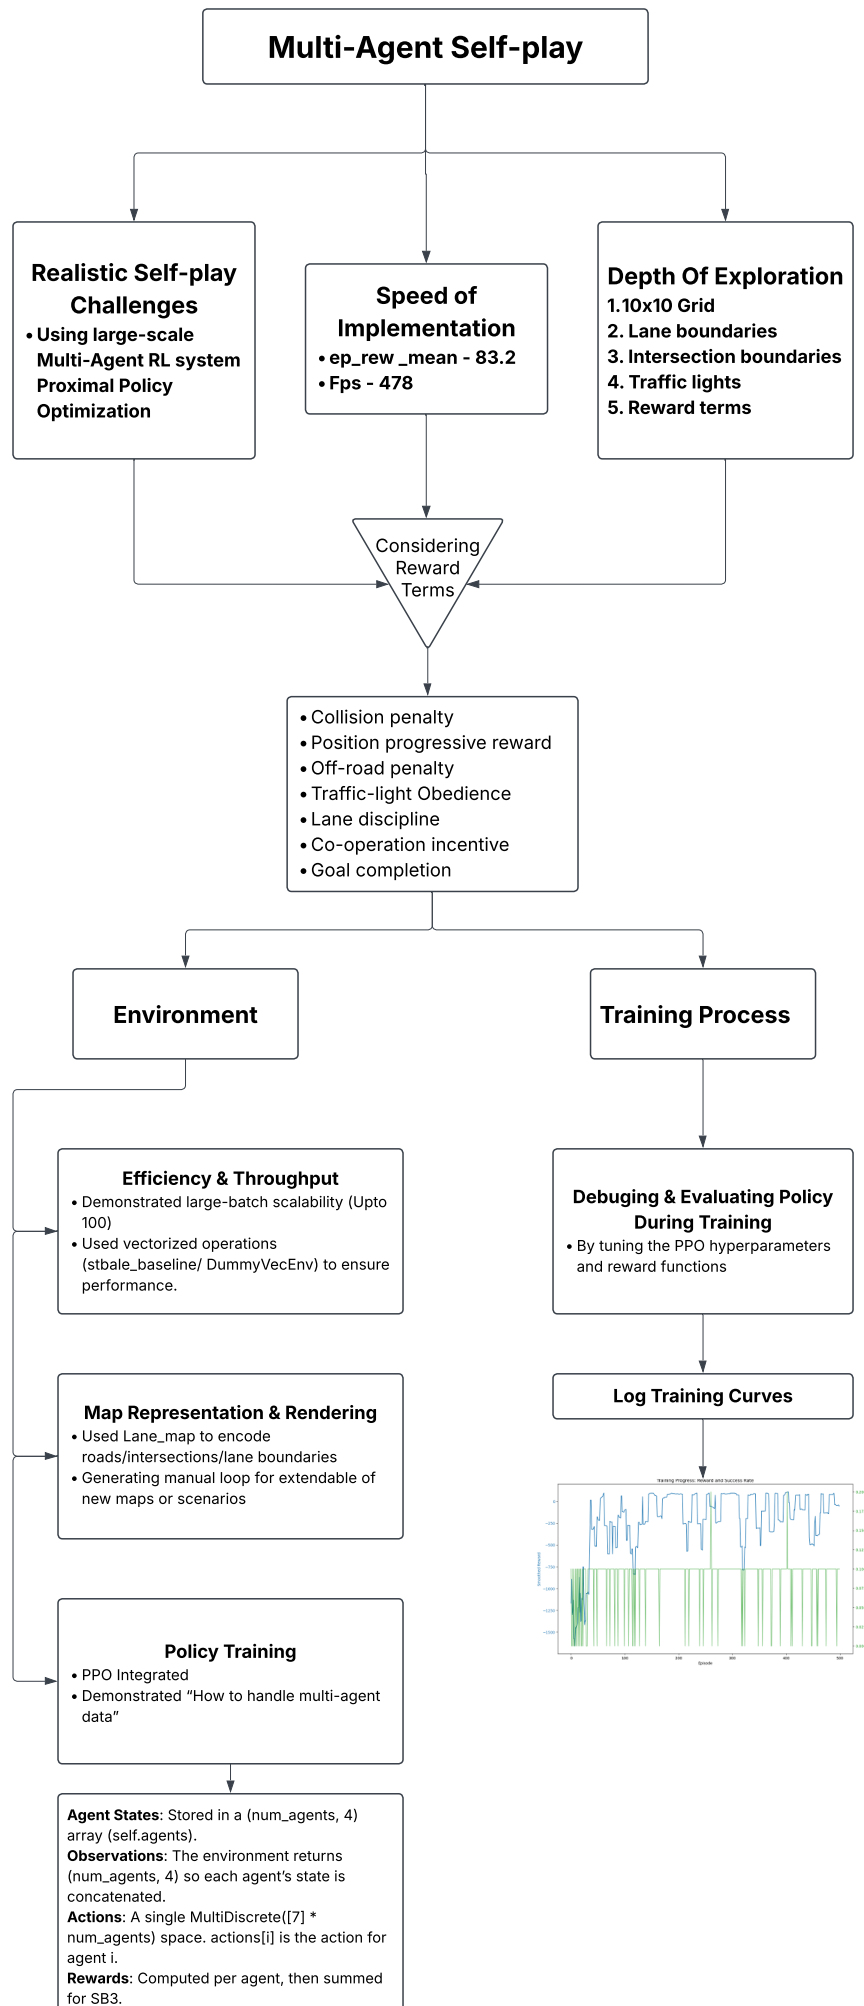 Multi-Agent Self-play
Realistic Self-play
Challenges
• Using large-scale
Multi-Agent RL system
Proximal Policy
Optimization
Speed of
Implementation
• ep_rew _mean - 83.2
• Fps - 478
Depth Of Exploration
1.10x10 Grid
2. Lane boundaries
3. Intersection boundaries
4. Traffic lights
5. Reward terms
Considering
Reward
Terms
• Collision penalty
• Position progressive reward
• Off-road penalty
• Traffic-light Obedience
• Lane discipline
• Co-operation incentive
• Goal completion
Environment
Training Process
Efficiency & Throughput
• Demonstrated large-batch scalability (Upto
100)
• Used vectorized operations
(stbale_baseline/ DummyVecEnv) to ensure
performance.
Debuging & Evaluating Policy
During Training
• By tuning the PPO hyperparameters
and reward functions
Map Representation & Rendering
• Used Lane_map to encode
roads/intersections/lane boundaries
• Generating manual loop for extendable of
new maps or scenarios
Log Training Curves
Training Progress: Reward and Success Rate
Episode
Policy Training
• PPO Integrated
• Demonstrated “How to handle multi-agent
data”
Agent States: Stored in a (num_agents, 4)
array (self.agents).
Observations: The environment returns
(num_agents, 4) so each agent’s state is
concatenated.
Actions: A single MultiDiscrete([7] *
num_agents) space. actions[i] is the action for
agent i.
Rewards: Computed per agent, then summed
for SB3.